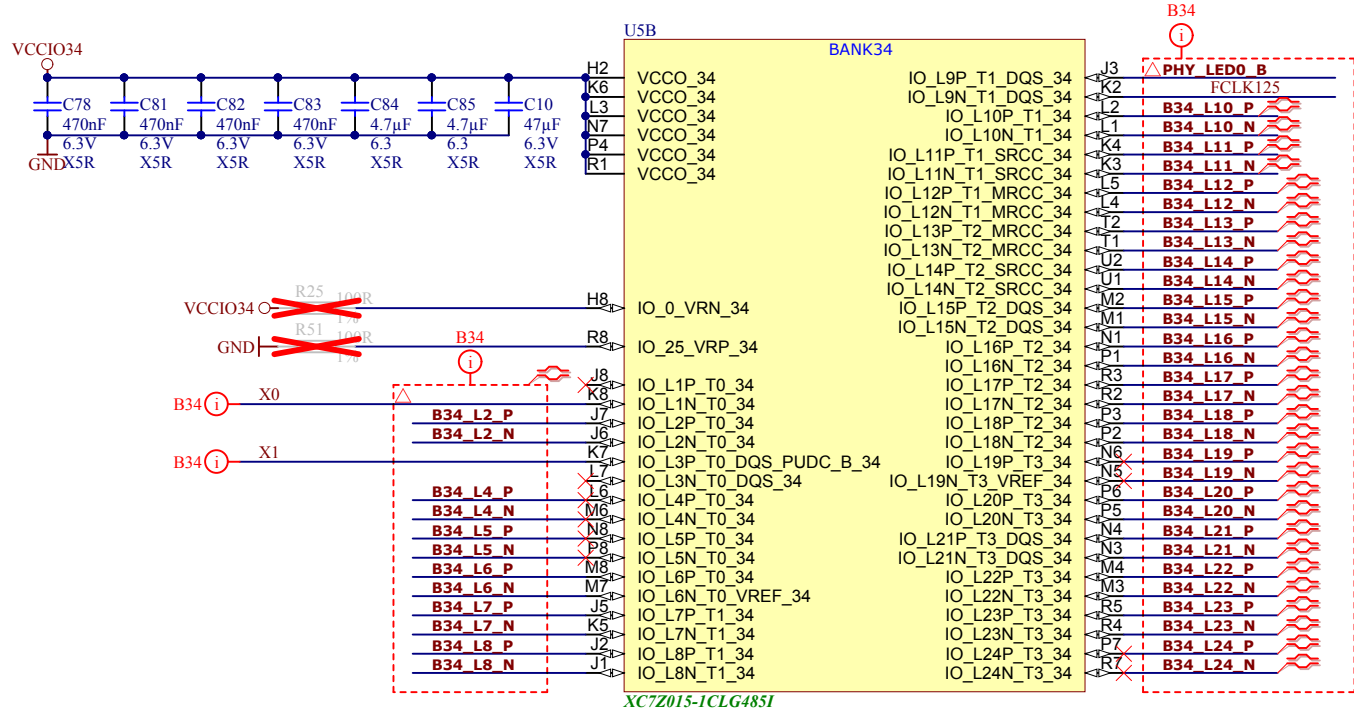 B34
U5B
BANK34
VCCIO34
C78
470nF
6.3V
X5R
C81
470nF
6.3V
X5R
C82
470nF
6.3V
X5R
C83
470nF
6.3V
X5R
C84
4.7µF
6.3
X5R
C85
4.7µF
6.3
X5R
C10
47µF
6.3V
X5R
GND
H2 VCCO_34
K6 VCCO_34
L3 VCCO_34
N7 VCCO_34
P4 VCCO_34
R1 VCCO_34
VCCIO34 R25 100R 1% H8 IO_0_VRN_34
GND R51 100R 1% R8 IO_25_VRP_34
B34
J8 IO_L1P_T0_34
B34 X0 K8 IO_L1N_T0_34
B34_L2_P J7 IO_L2P_T0_34
B34_L2_N J6 IO_L2N_T0_34
B34 X1 K7 IO_L3P_T0_DQS_PUDC_B_34
L7 IO_L3N_T0_DQS_34
B34_L4_P L6 IO_L4P_T0_34
B34_L4_N M6 IO_L4N_T0_34
B34_L5_P N8 IO_L5P_T0_34
B34_L5_N P8 IO_L5N_T0_34
B34_L6_P M8 IO_L6P_T0_34
B34_L6_N M7 IO_L6N_T0_VREF_34
B34_L7_P J5 IO_L7P_T1_34
B34_L7_N K5 IO_L7N_T1_34
B34_L8_P J2 IO_L8P_T1_34
B34_L8_N J1 IO_L8N_T1_34
IO_L9P_T1_DQS_34 J3 PHY_LED0_B
IO_L9N_T1_DQS_34 K2 FCLK125
IO_L10P_T1_34 L2 B34_L10_P
IO_L10N_T1_34 L1 B34_L10_N
IO_L11P_T1_SRCC_34 K4 B34_L11_P
IO_L11N_T1_SRCC_34 K3 B34_L11_N
IO_L12P_T1_MRCC_34 L5 B34_L12_P
IO_L12N_T1_MRCC_34 L4 B34_L12_N
IO_L13P_T2_MRCC_34 T2 B34_L13_P
IO_L13N_T2_MRCC_34 T1 B34_L13_N
IO_L14P_T2_SRCC_34 U2 B34_L14_P
IO_L14N_T2_SRCC_34 U1 B34_L14_N
IO_L15P_T2_DQS_34 M2 B34_L15_P
IO_L15N_T2_DQS_34 M1 B34_L15_N
IO_L16P_T2_34 N1 B34_L16_P
IO_L16N_T2_34 P1 B34_L16_N
IO_L17P_T2_34 R3 B34_L17_P
IO_L17N_T2_34 R2 B34_L17_N
IO_L18P_T2_34 P3 B34_L18_P
IO_L18N_T2_34 P2 B34_L18_N
IO_L19P_T3_34 N6 B34_L19_P
IO_L19N_T3_VREF_34 N5 B34_L19_N
IO_L20P_T3_34 P6 B34_L20_P
IO_L20N_T3_34 P5 B34_L20_N
IO_L21P_T3_DQS_34 N4 B34_L21_P
IO_L21N_T3_DQS_34 N3 B34_L21_N
IO_L22P_T3_34 M4 B34_L22_P
IO_L22N_T3_34 M3 B34_L22_N
IO_L23P_T3_34 R5 B34_L23_P
IO_L23N_T3_34 R4 B34_L23_N
IO_L24P_T3_34 P7 B34_L24_P
IO_L24N_T3_34 R7 B34_L24_N
XC7Z015-1CLG485I